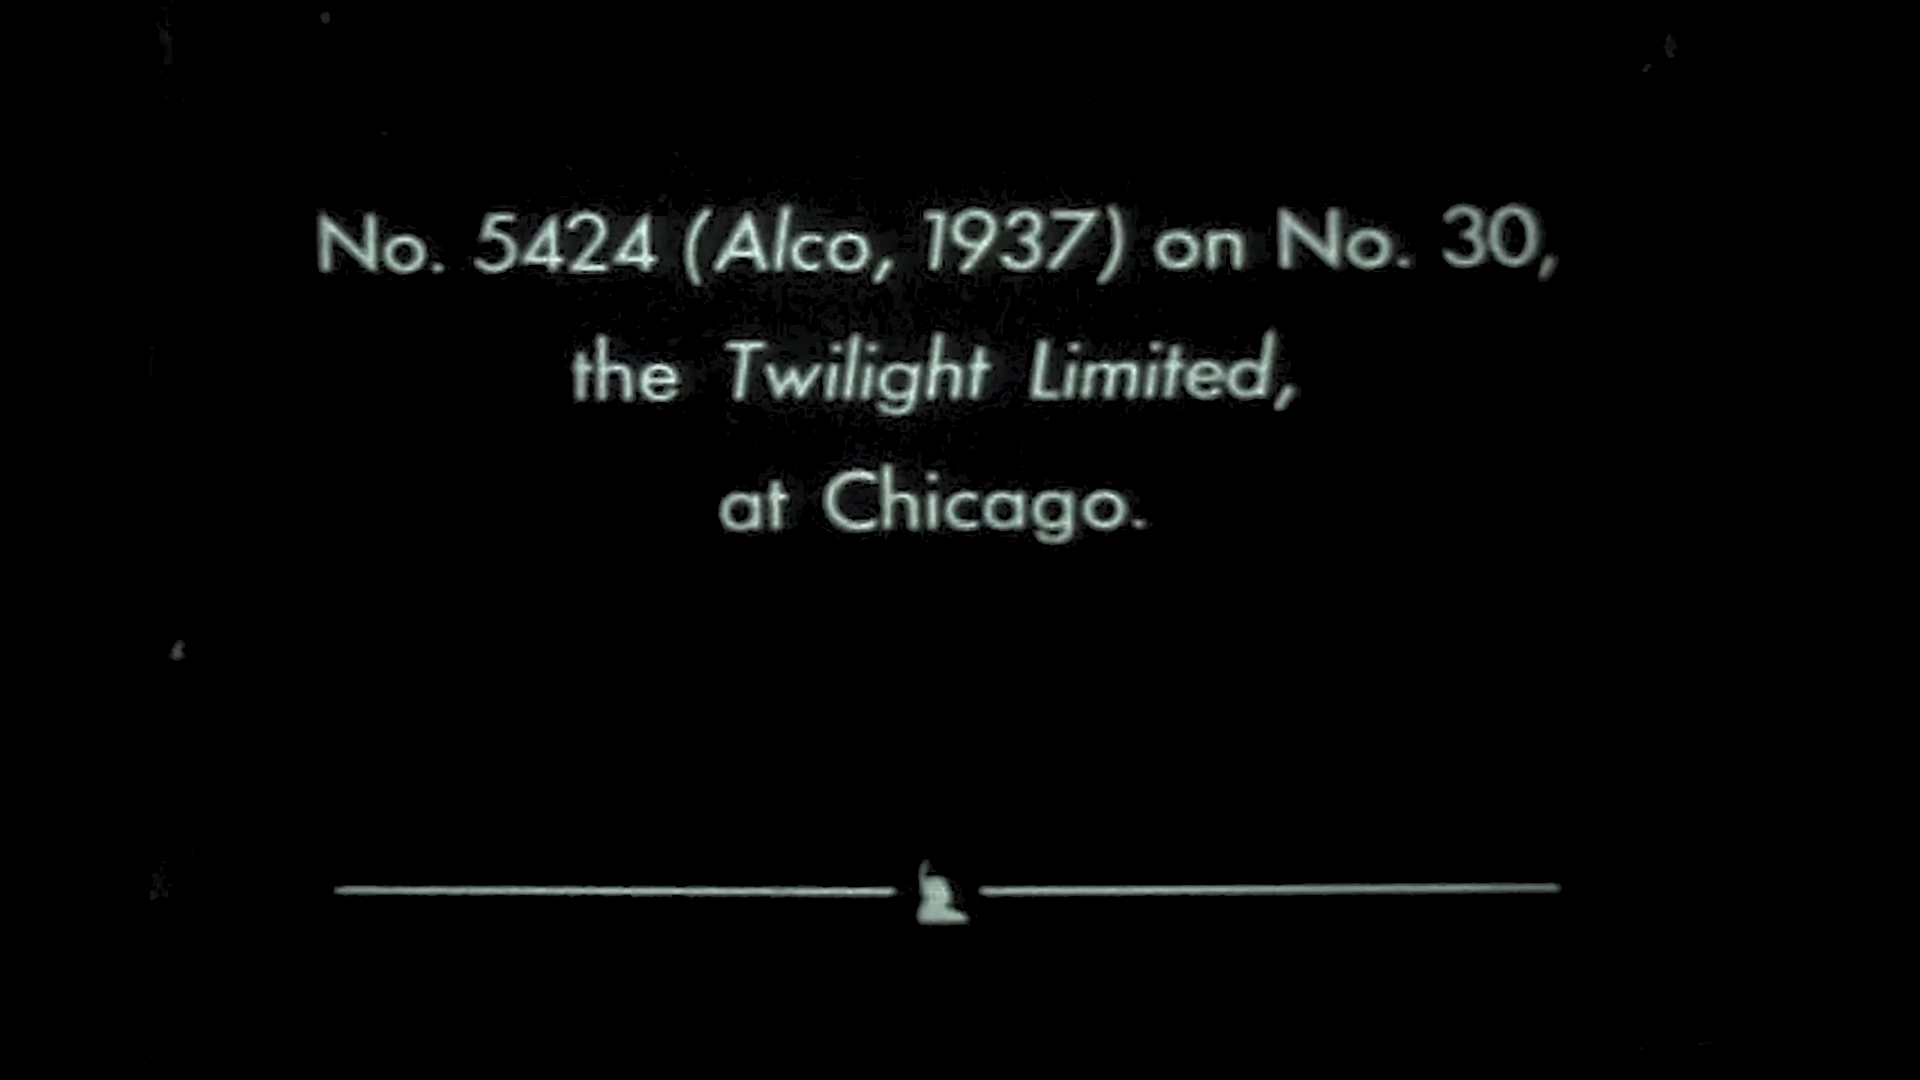 No. 5424 (Alco, 1937) on No. 30,
the Twilight Limited,
at Chicago.